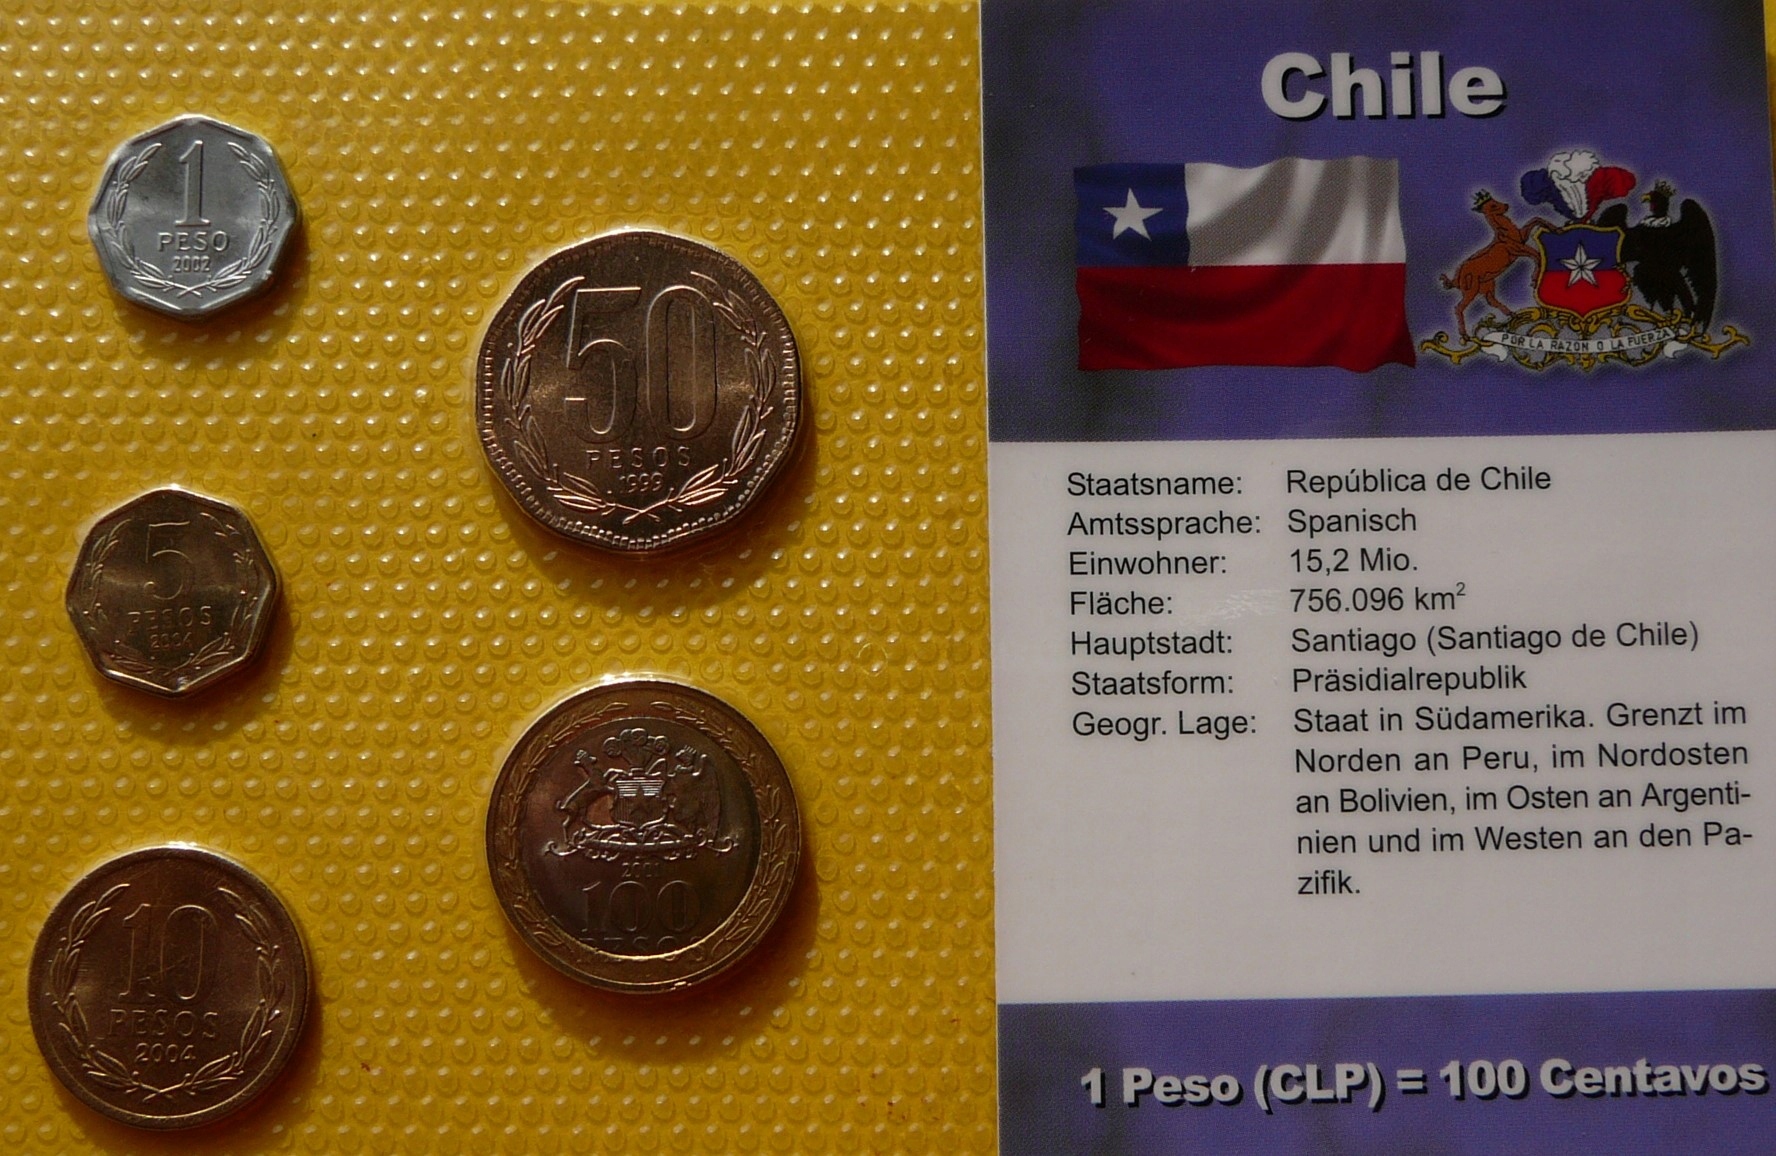 1
PESO
2002
50
PESOS
1999
5
PESOS
2004
100
PESOS
10
PESOS
2004
Chile
POR LA RAZON O LA FUERZA
Staatsname: República de Chile
Amtssprache: Spanisch
Einwohner: 15,2 Mio.
Fläche: 756.096 km²
Hauptstadt: Santiago (Santiago de Chile)
Staatsform: Präsidialrepublik
Geogr. Lage: Staat in Südamerika. Grenzt im
Norden an Peru, im Nordosten
an Bolivien, im Osten an Argenti-
nien und im Westen an den Pa-
zifik.
1 Peso (CLP) = 100 Centavos